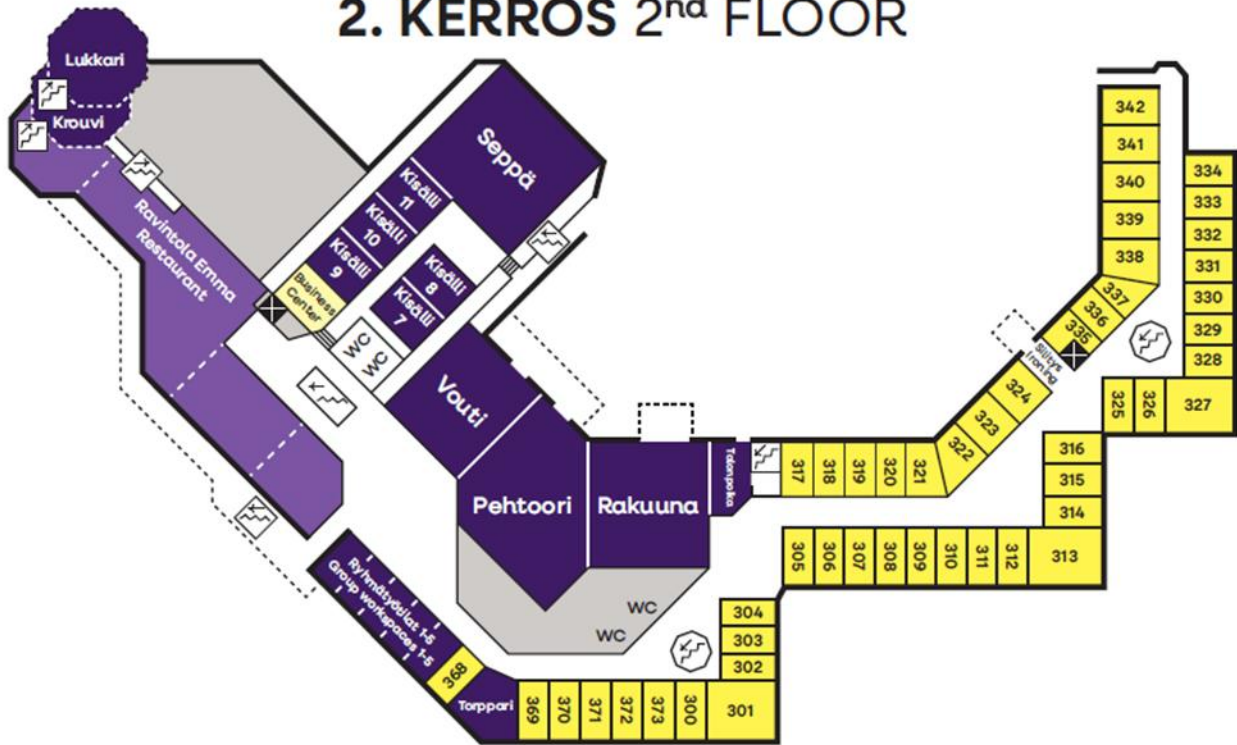 2. KERROS 2nd FLOOR
Lukkari
Krouvi
Ravintola Emma
Restaurant
Seppä
Kisälli
11
Kisälli
10
Kisälli
9
Kisälli
8
Kisälli
7
Business
Center
WC
WC
Vouti
Pehtoori
Rakuuna
Talonpoika
WC
WC
Ryhmätyötilat 1-5
Group workspaces 1-5
368
Torppari
369
370
371
372
373
300
301
302
303
304
305
306
307
308
309
310
311
312
313
314
315
316
317
318
319
320
321
322
323
324
Silitys
Ironing
325
326
327
328
329
330
331
332
333
334
335
336
337
338
339
340
341
342